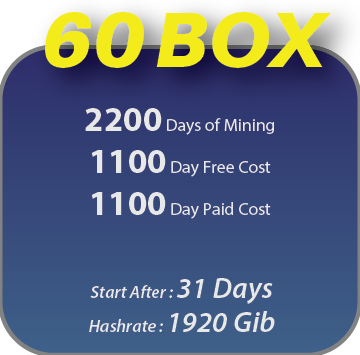 60 BOX
2200 Days of Mining
1100 Day Free Cost
1100 Day Paid Cost
Start After : 31 Days
Hashrate : 1920 Gib